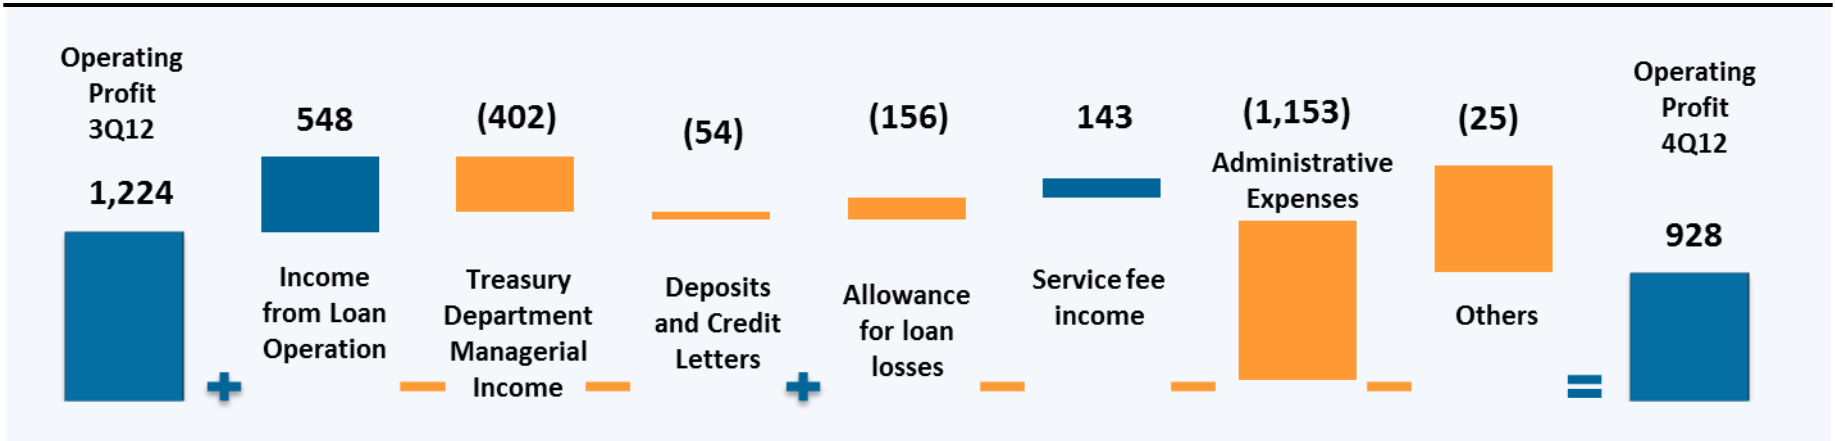 Operating
Profit
3Q12
1,224
+
548
Income
from Loan
Operation
(402)
Treasury
Department
Managerial
Income
(54)
Deposits
and Credit
Letters
+
(156)
Allowance
for loan
losses
143
Service fee
income
(1,153)
Administrative
Expenses
(25)
Others
=
Operating
Profit
4Q12
928